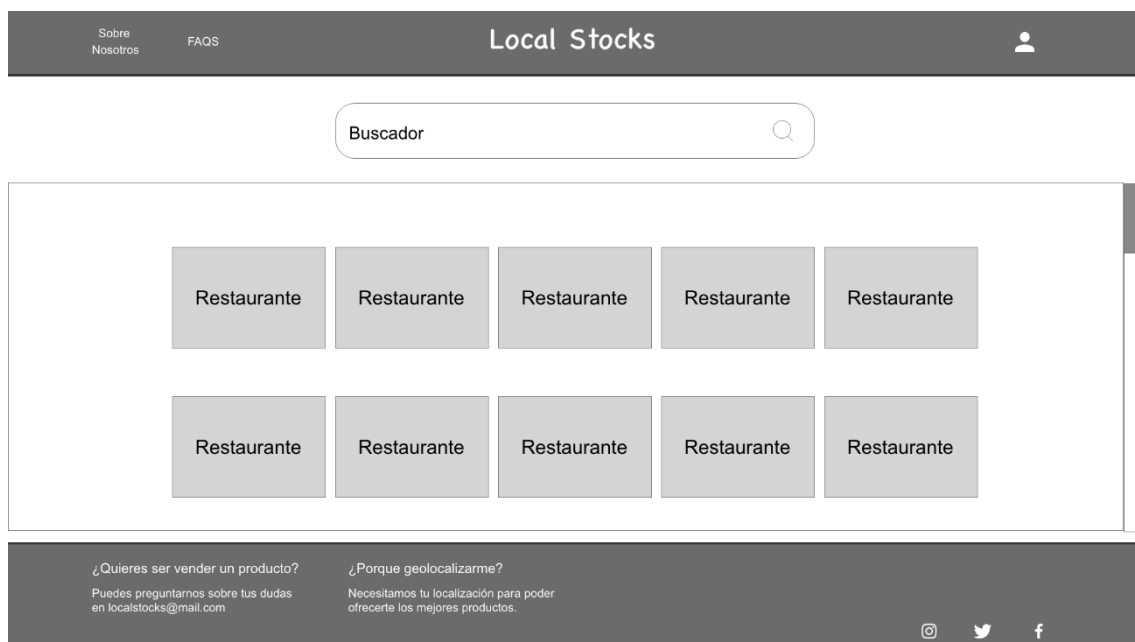 Sobre
Nosotros
FAQS
Local Stocks
Buscador
Restaurante Restaurante Restaurante Restaurante Restaurante
Restaurante Restaurante Restaurante Restaurante Restaurante
¿Quieres ser vender un producto?
Puedes preguntarnos sobre tus dudas
en localstocks@mail.com
¿Porque geolocalizarme?
Necesitamos tu localización para poder
ofrecerte los mejores productos.